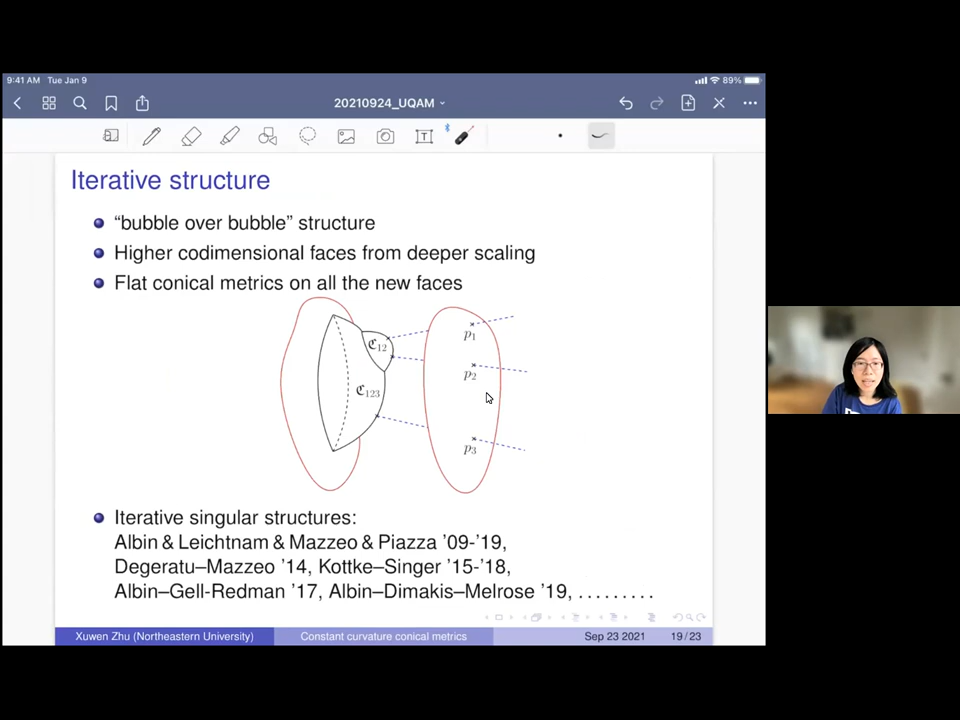 9:41 AM Tue Jan 9
89%
20210924_UQAM
T
Iterative structure
“bubble over bubble” structure
Higher codimensional faces from deeper scaling
Flat conical metrics on all the new faces
ℭ₁₂
ℭ₁₂₃
p₁
p₂
p₃
Iterative singular structures:
Albin & Leichtnam & Mazzeo & Piazza ’09-’19,
Degeratu–Mazzeo ’14, Kottke–Singer ’15-’18,
Albin–Gell-Redman ’17, Albin–Dimakis–Melrose ’19, .........
Xuwen Zhu (Northeastern University) Constant curvature conical metrics Sep 23 2021 19 / 23